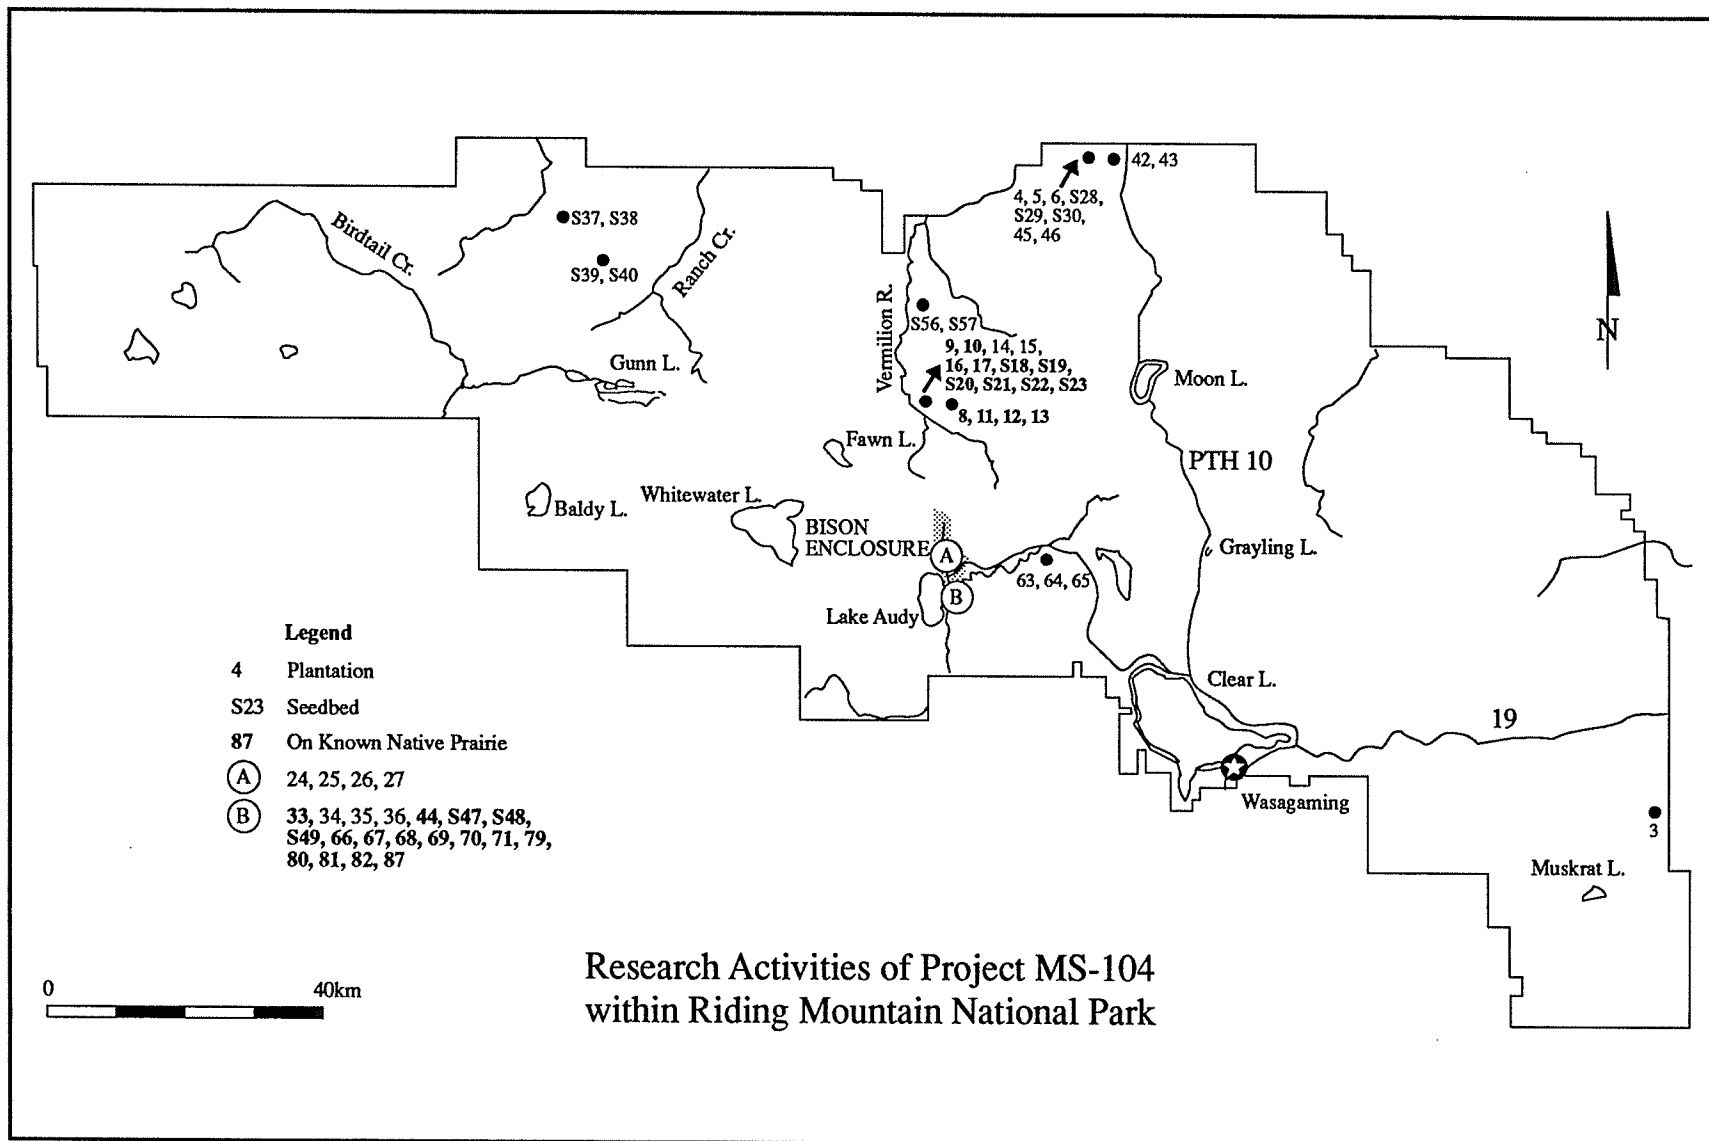 42, 43
4, 5, 6, S28,
S29, S30,
45, 46
S37, S38
Birdtail Cr.
S39, S40
Ranch Cr.
Vermilion R.
S56, S57
9, 10, 14, 15,
16, 17, S18, S19,
S20, S21, S22, S23
8, 11, 12, 13
N
Gunn L.
Moon L.
Fawn L.
PTH 10
Baldy L.
Whitewater L.
BISON
ENCLOSURE
A
Grayling L.
63, 64, 65
B
Lake Audy
Clear L.
19
Wasagaming
3
Muskrat L.
Legend
4 Plantation
S23 Seedbed
87 On Known Native Prairie
A 24, 25, 26, 27
B 33, 34, 35, 36, 44, S47, S48,
S49, 66, 67, 68, 69, 70, 71, 79,
80, 81, 82, 87
0 40km
Research Activities of Project MS-104
within Riding Mountain National Park